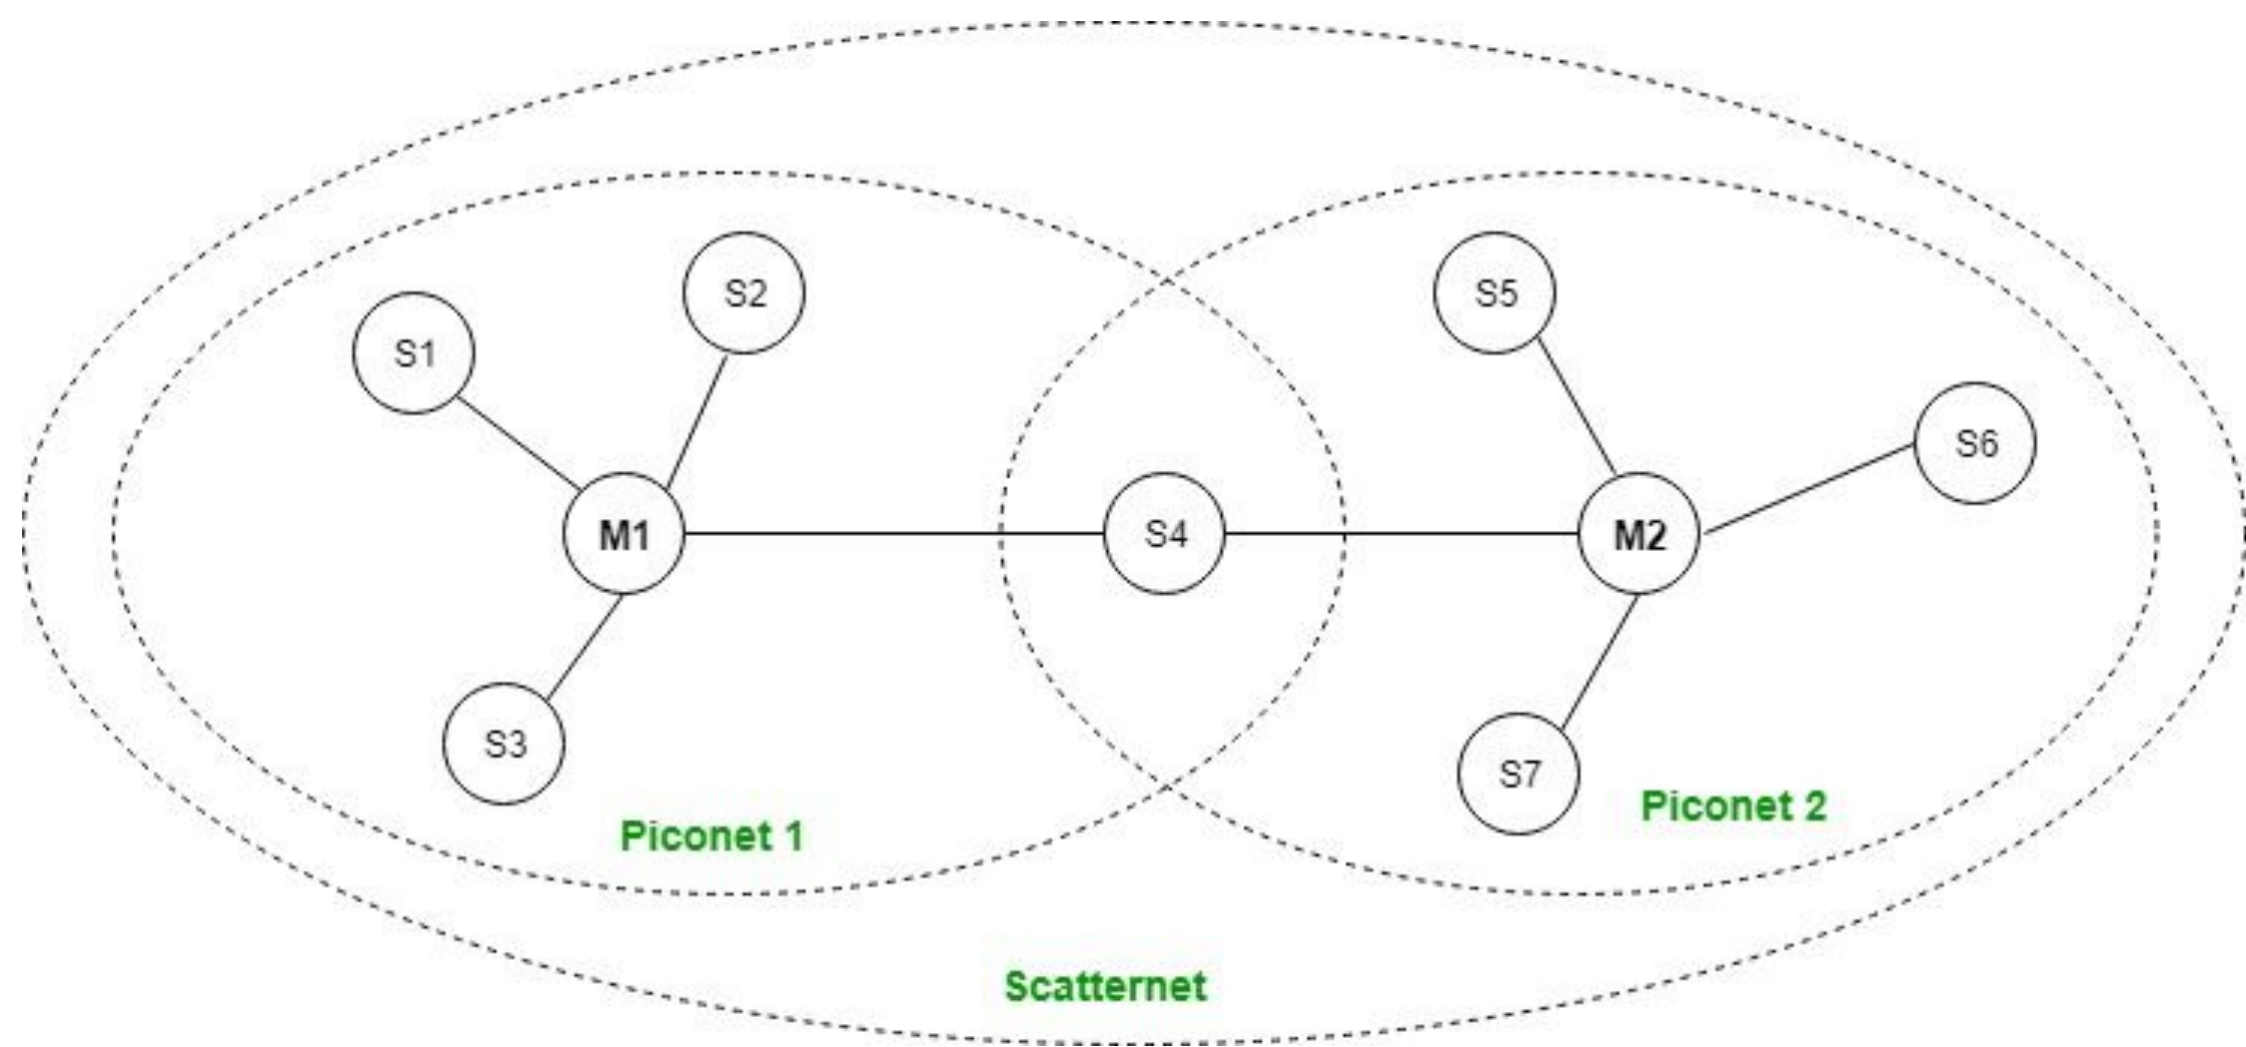 S2
S5
S1
S6
M1
S4
M2
S3
S7
Piconet 2
Piconet 1
Scatternet